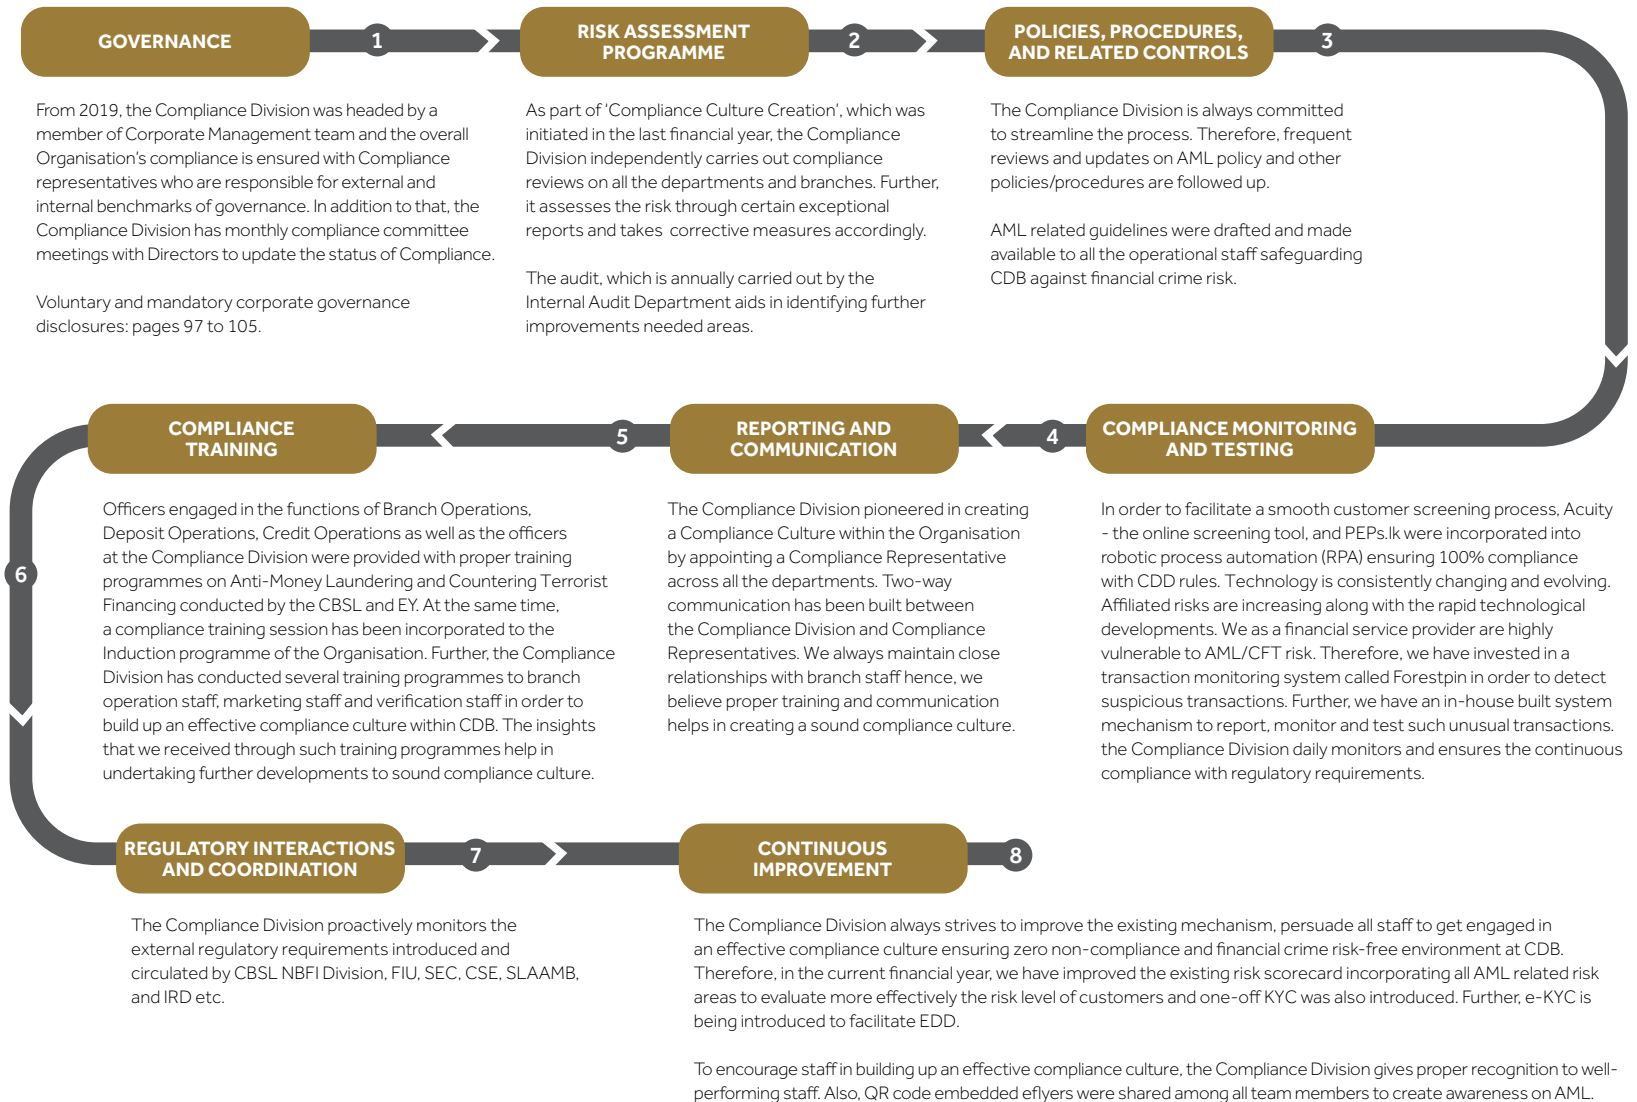 GOVERNANCE
1
From 2019, the Compliance Division was headed by a
member of Corporate Management team and the overall
Organisation's compliance is ensured with Compliance
representatives who are responsible for external and
internal benchmarks of governance. In addition to that, the
Compliance Division has monthly compliance committee
meetings with Directors to update the status of Compliance.
Voluntary and mandatory corporate governance
disclosures: pages 97 to 105.
RISK ASSESSMENT
PROGRAMME
2
As part of 'Compliance Culture Creation', which was
initiated in the last financial year, the Compliance
Division independently carries out compliance
reviews on all the departments and branches. Further,
it assesses the risk through certain exceptional
reports and takes corrective measures accordingly.
The audit, which is annually carried out by the
Internal Audit Department aids in identifying further
improvements needed areas.
POLICIES, PROCEDURES,
AND RELATED CONTROLS
3
The Compliance Division is always committed
to streamline the process. Therefore, frequent
reviews and updates on AML policy and other
policies/procedures are followed up.
AML related guidelines were drafted and made
available to all the operational staff safeguarding
CDB against financial crime risk.
COMPLIANCE MONITORING
AND TESTING
4
In order to facilitate a smooth customer screening process, Acuity
- the online screening tool, and PEPs.lk were incorporated into
robotic process automation (RPA) ensuring 100% compliance
with CDD rules. Technology is consistently changing and evolving.
Affiliated risks are increasing along with the rapid technological
developments. We as a financial service provider are highly
vulnerable to AML/CFT risk. Therefore, we have invested in a
transaction monitoring system called Forestpin in order to detect
suspicious transactions. Further, we have an in-house built system
mechanism to report, monitor and test such unusual transactions.
the Compliance Division daily monitors and ensures the continuous
compliance with regulatory requirements.
REPORTING AND
COMMUNICATION
5
The Compliance Division pioneered in creating
a Compliance Culture within the Organisation
by appointing a Compliance Representative
across all the departments. Two-way
communication has been built between
the Compliance Division and Compliance
Representatives. We always maintain close
relationships with branch staff hence, we
believe proper training and communication
helps in creating a sound compliance culture.
COMPLIANCE
TRAINING
6
Officers engaged in the functions of Branch Operations,
Deposit Operations, Credit Operations as well as the officers
at the Compliance Division were provided with proper training
programmes on Anti-Money Laundering and Countering Terrorist
Financing conducted by the CBSL and EY. At the same time,
a compliance training session has been incorporated to the
Induction programme of the Organisation. Further, the Compliance
Division has conducted several training programmes to branch
operation staff, marketing staff and verification staff in order to
build up an effective compliance culture within CDB. The insights
that we received through such training programmes help in
undertaking further developments to sound compliance culture.
REGULATORY INTERACTIONS
AND COORDINATION
7
The Compliance Division proactively monitors the
external regulatory requirements introduced and
circulated by CBSL NBFI Division, FIU, SEC, CSE, SLAAMB,
and IRD etc.
CONTINUOUS
IMPROVEMENT
8
The Compliance Division always strives to improve the existing mechanism, persuade all staff to get engaged in
an effective compliance culture ensuring zero non-compliance and financial crime risk-free environment at CDB.
Therefore, in the current financial year, we have improved the existing risk scorecard incorporating all AML related risk
areas to evaluate more effectively the risk level of customers and one-off KYC was also introduced. Further, e-KYC is
being introduced to facilitate EDD.
To encourage staff in building up an effective compliance culture, the Compliance Division gives proper recognition to well-
performing staff. Also, QR code embedded eflyers were shared among all team members to create awareness on AML.